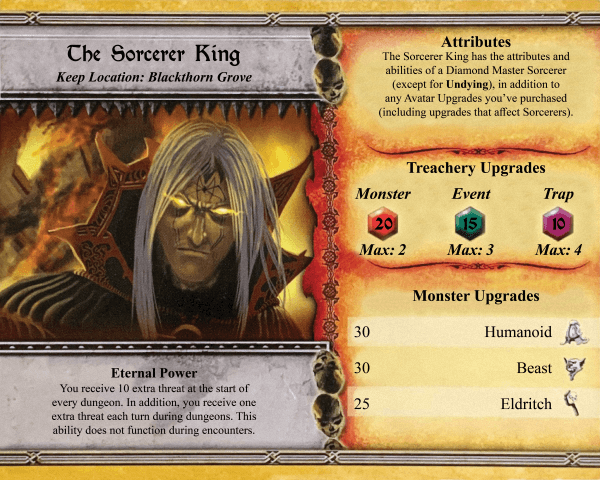 The Sorcerer King
Keep Location: Blackthorn Grove
Eternal Power
You receive 10 extra threat at the start of
every dungeon. In addition, you receive one
extra threat each turn during dungeons. This
ability does not function during encounters.
Attributes
The Sorcerer King has the attributes and
abilities of a Diamond Master Sorcerer
(except for Undying), in addition to
any Avatar Upgrades you've purchased
(including upgrades that affect Sorcerers).
Treachery Upgrades
Monster Event Trap
20 15 10
Max: 2 Max: 3 Max: 4
Monster Upgrades
30 Humanoid
30 Beast
25 Eldritch